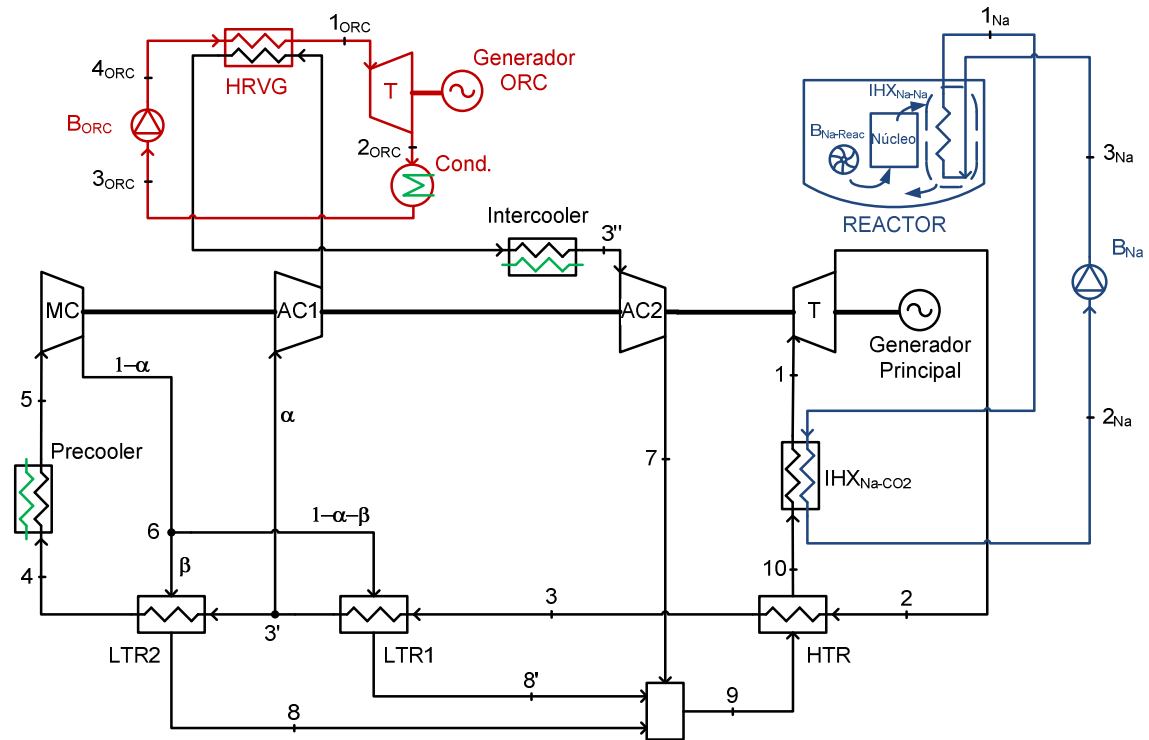 1ORC
1Na
4ORC
HRVG
T
Generador
ORC
IHXNa-Na
BORC
BNa-Reac
Núcleo
2ORC
Cond.
3Na
3ORC
Intercooler
REACTOR
3''
BNa
MC
AC1
AC2
T
Generador
Principal
1-α
1
5
α
2Na
Precooler
7
IHXNa-CO2
1-α-β
6
β
10
4
3
2
3'
LTR2
LTR1
HTR
8'
9
8